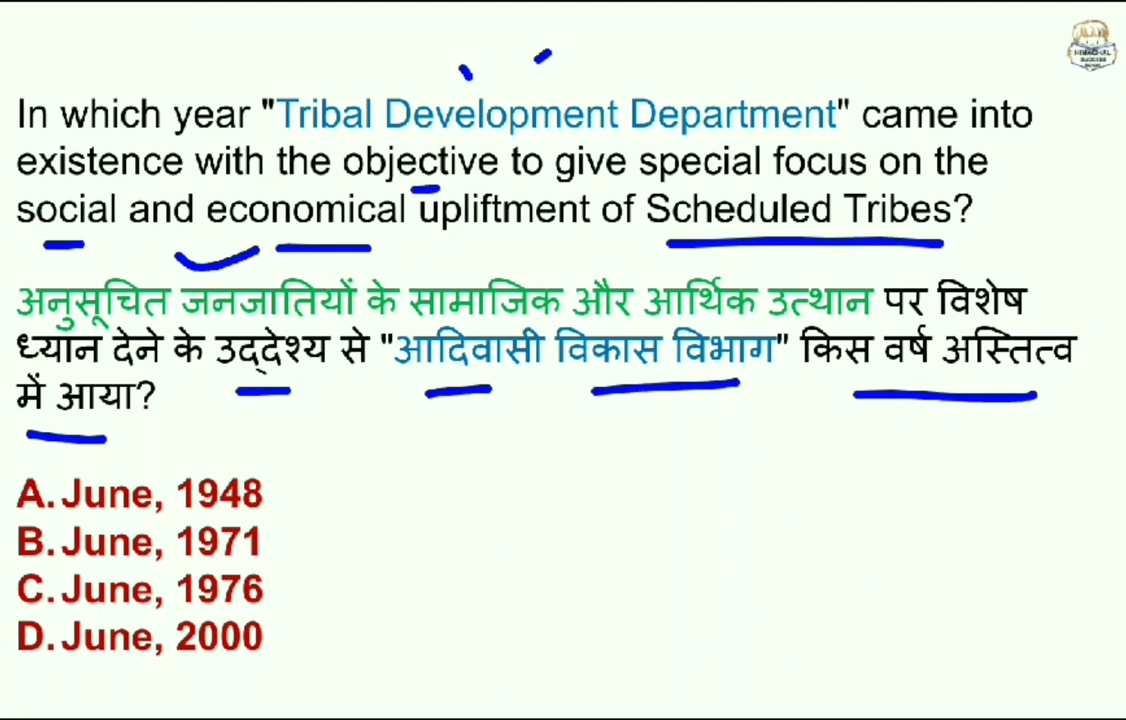 In which year "Tribal Development Department" came into
existence with the objective to give special focus on the
social and economical upliftment of Scheduled Tribes?
अनुसूचित जनजातियों के सामाजिक और आर्थिक उत्थान पर विशेष
ध्यान देने के उद्देश्य से "आदिवासी विकास विभाग" किस वर्ष अस्तित्व
में आया?
A. June, 1948
B. June, 1971
C. June, 1976
D. June, 2000
HIMACHAL
SUCCESS